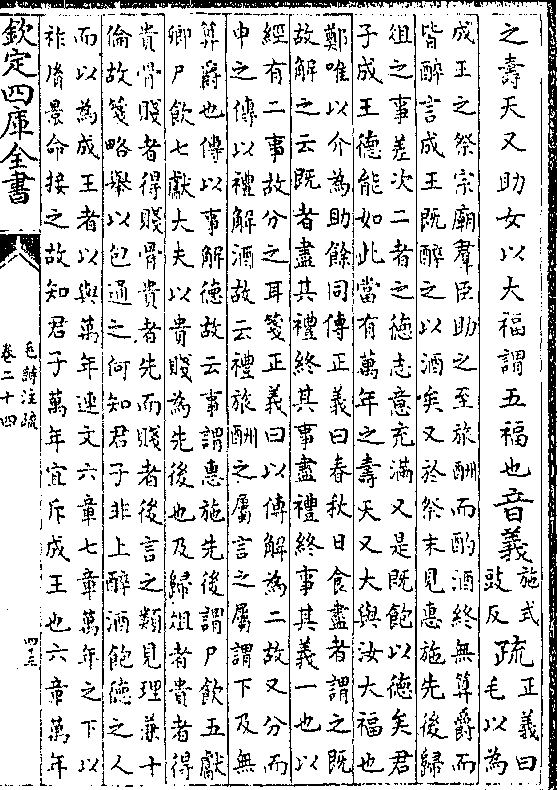 之壽天又助女以大福謂五福也音義施式豉反疏正義曰毛以為
成王之祭宗廟羣臣助之至旅酬而酌酒終無算爵而
皆醉言成王既醉之以酒矣又於祭末見惠施先後歸
俎之事差次二者之徳志意充滿又是既飽以德矣君
子成王德能如此當有萬年之壽天又大與汝大福也
鄭唯以介為助餘同傳正義曰春秋日食盡者謂之既
故解之云既者盡其禮終其事盡禮終事其義一也以
經有二事故分之耳箋正義曰以傳解為二故又分而
申之傳以禮解酒故云禮旅酬之屬言之屬謂下及無
算爵也傳以事解德故云事謂惠施先後謂尸飲五獻
卿尸飲七獻大夫以貴賤為先後也及歸俎者貴者得
貴骨賤者得賤骨貴者先而賤者後言之類見理兼十
倫故箋略舉以包通之何知君子非上醉酒飽德之人
而以為成王者以與萬年連文六章七章萬年之下以
祚胤景命接之故知君子萬年宜斥成王也六章萬年
欽定四庫全書
毛詩注疏
卷二十四
四三